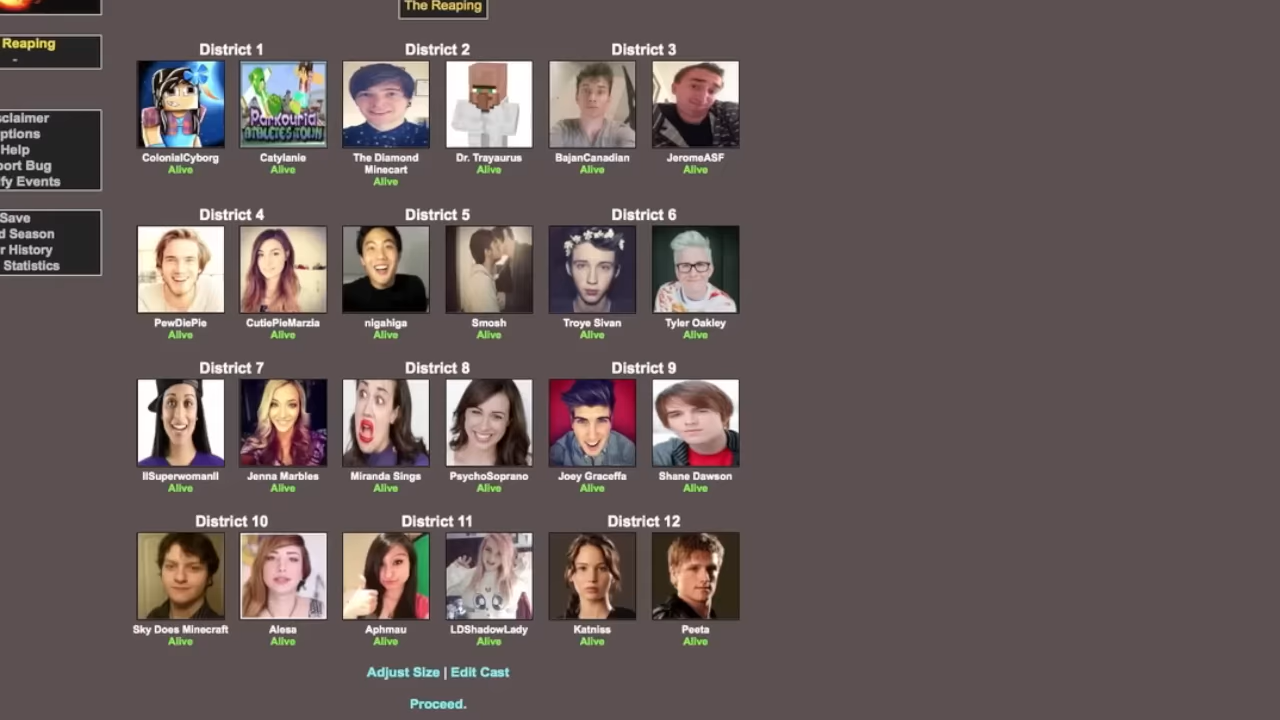 The Reaping
Reaping
-
sclaimer
ptions
Help
port Bug
ify Events
Save
d Season
r History
Statistics
District 1
District 2
District 3
Parkouria
ATHLETES TOWN
ColonialCyborg
Alive
Catylanie
Alive
The Diamond
Minecart
Alive
Dr. Trayaurus
Alive
BajanCanadian
Alive
JeromeASF
Alive
District 4
District 5
District 6
PewDiePie
Alive
CutiePieMarzia
Alive
nigahiga
Alive
Smosh
Alive
Troye Sivan
Alive
Tyler Oakley
Alive
District 7
District 8
District 9
IISuperwomanII
Alive
Jenna Marbles
Alive
Miranda Sings
Alive
PsychoSoprano
Alive
Joey Graceffa
Alive
Shane Dawson
Alive
District 10
District 11
District 12
Sky Does Minecraft
Alive
Alesa
Alive
Aphmau
Alive
LDShadowLady
Alive
Katniss
Alive
Peeta
Alive
Adjust Size | Edit Cast
Proceed.